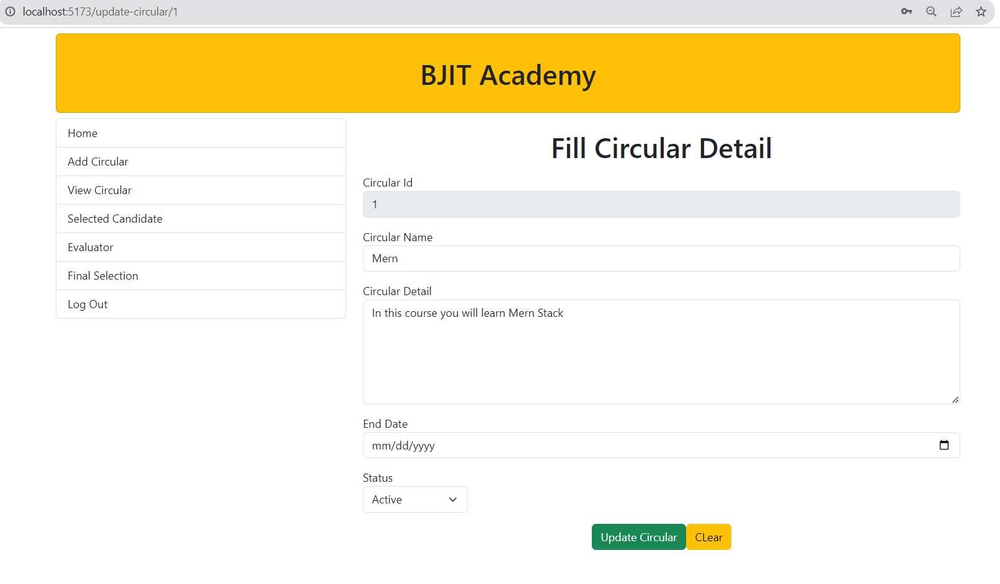 localhost:5173/update-circular/1
BJIT Academy
Home
Add Circular
View Circular
Selected Candidate
Evaluator
Final Selection
Log Out
Fill Circular Detail
Circular Id
1
Circular Name
Mern
Circular Detail
In this course you will learn Mern Stack
End Date
mm/dd/yyyy
Status
Active
Update Circular
CLear